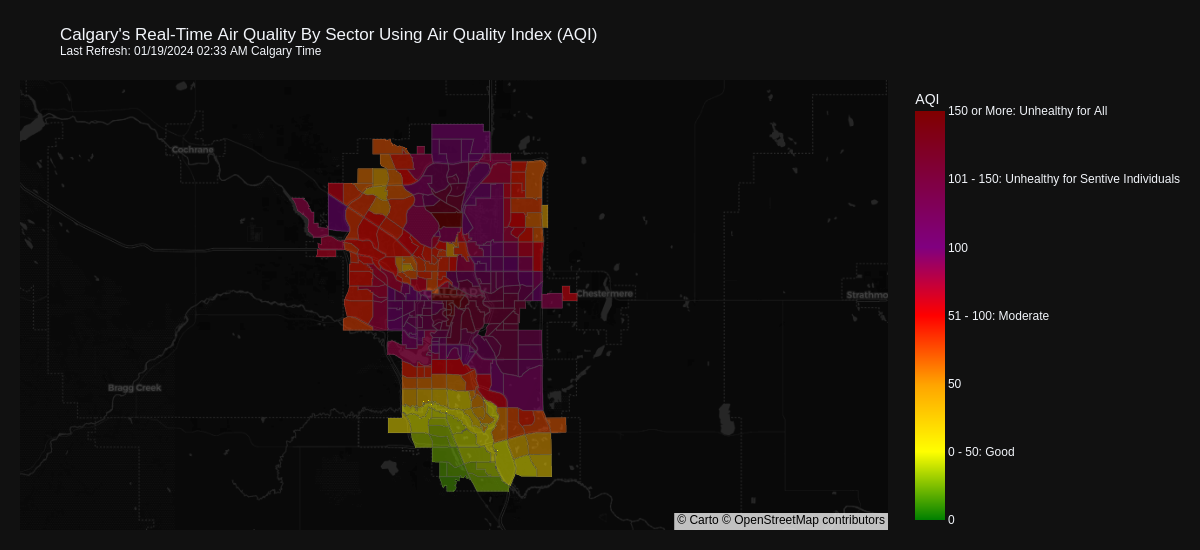 Calgary's Real-Time Air Quality By Sector Using Air Quality Index (AQI)
Last Refresh: 01/19/2024 02:33 AM Calgary Time
AQI
150 or More: Unhealthy for All
Cochrane
101 - 150: Unhealthy for Sentive Individuals
100
CALGARY
Chestermere
Strathmo
51 - 100: Moderate
50
Bragg Creek
0 - 50: Good
0
© Carto © OpenStreetMap contributors